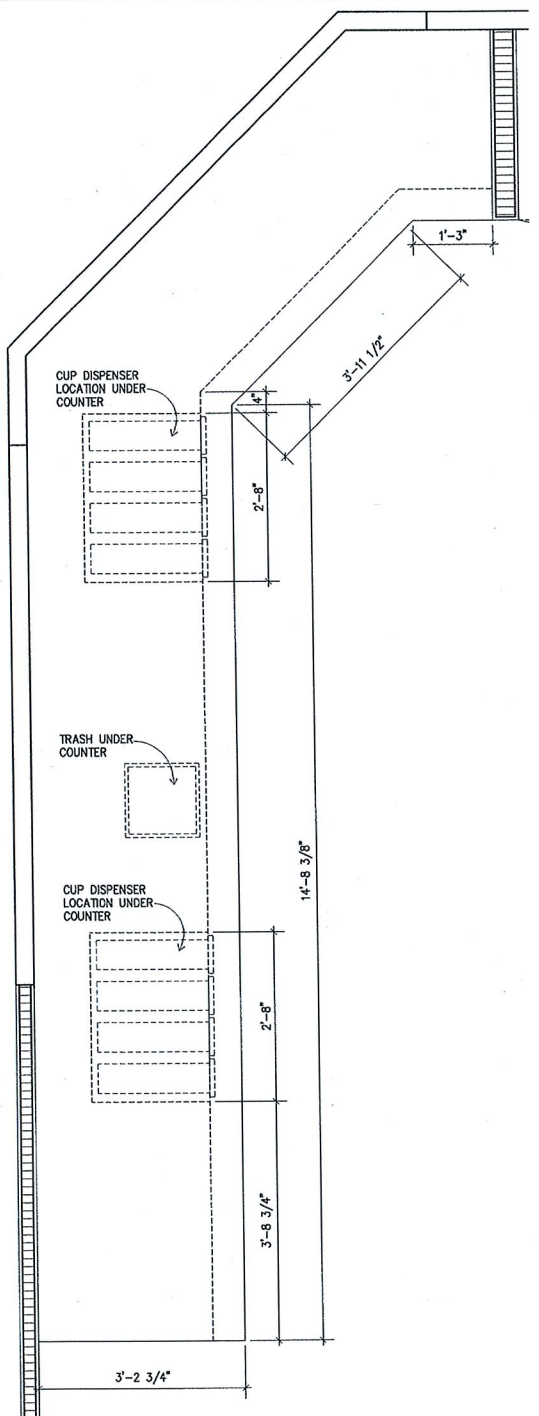 1'-3"
3'-11 1/2"
CUP DISPENSER
LOCATION UNDER
COUNTER
4"
2'-8"
TRASH UNDER
COUNTER
14'-8 3/8"
CUP DISPENSER
LOCATION UNDER
COUNTER
2'-8"
3'-8 3/4"
3'-2 3/4"